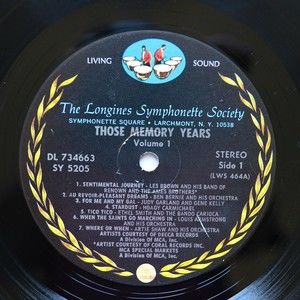 LIVING SOUND
The Longines Symphonette Society
SYMPHONETTE SQUARE • LARCHMONT, N. Y. 10538
THOSE MEMORY YEARS
Volume 1
DL 734663
SY 5205
STEREO
Side 1
(LWS 464A)
1. SENTIMENTAL JOURNEY - LES BROWN AND HIS BAND OF
RENOWN AND THE AMES BROTHERS*
2. AU REVOIR-PLEASANT DREAMS - BEN BERNIE AND HIS ORCHESTRA
3. FOR ME AND MY GAL - JUDY GARLAND AND GENE KELLY
4. STARDUST - HOAGY CARMICHAEL
5. TICO TICO - ETHEL SMITH AND THE BANDO CARIOCA
6. WHEN THE SAINTS GO MARCHING IN - LOUIS ARMSTRONG
AND HIS ORCHESTRA
7. WHERE OR WHEN - ARTIE SHAW AND HIS ORCHESTRA
ARTISTS COURTESY OF DECCA RECORDS
A Division Of MCA, Inc.
*ARTIST COURTESY OF CORAL RECORDS INC.
MCA SPECIAL MARKETS
A Division Of MCA, Inc.